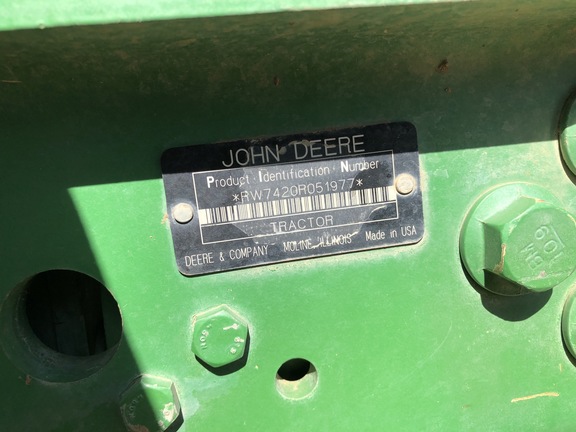 JOHN DEERE
Product Identification Number
*RW7420R051977*
TRACTOR
DEERE & COMPANY MOLINE, ILLINOIS Made in USA